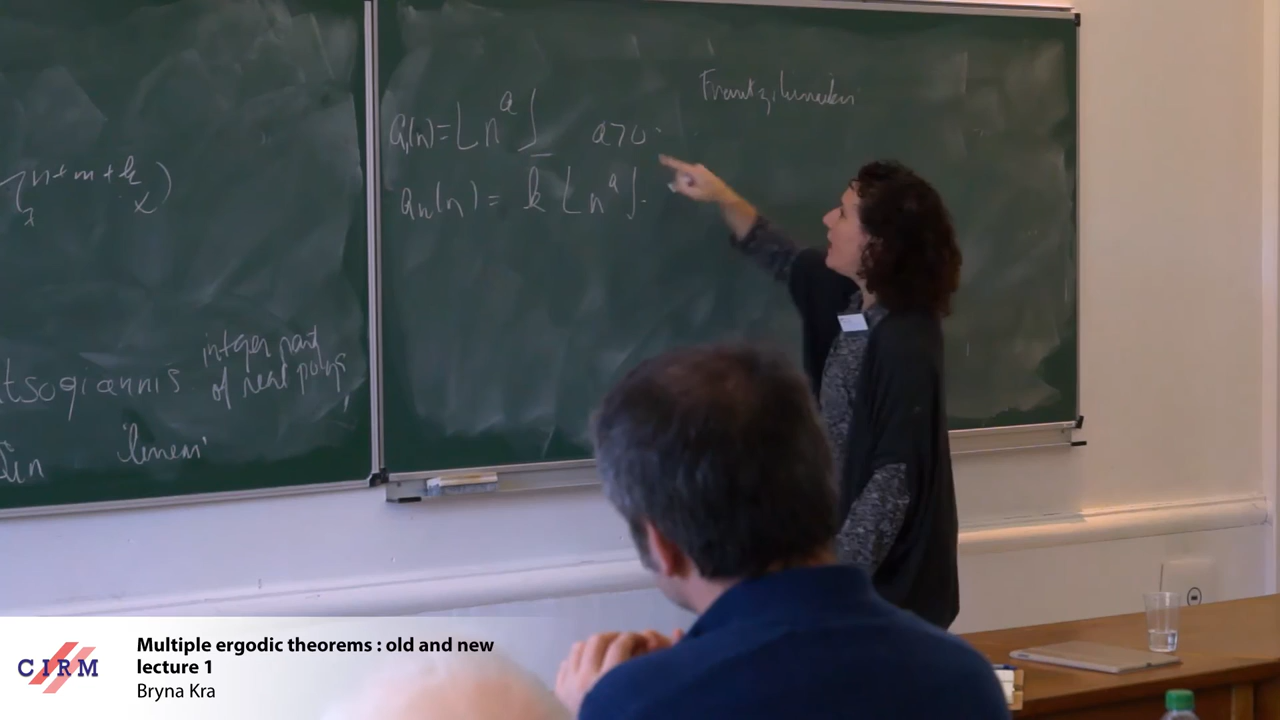 T^{n+m+k} x)
tsogiannis integer part
of real polys
'linear'
a₁(n) = ⌊n^a⌋ a>0
aₖ(n) = k⌊n^a⌋.
Frantzikinakis
CIRM
Multiple ergodic theorems : old and new
lecture 1
Bryna Kra